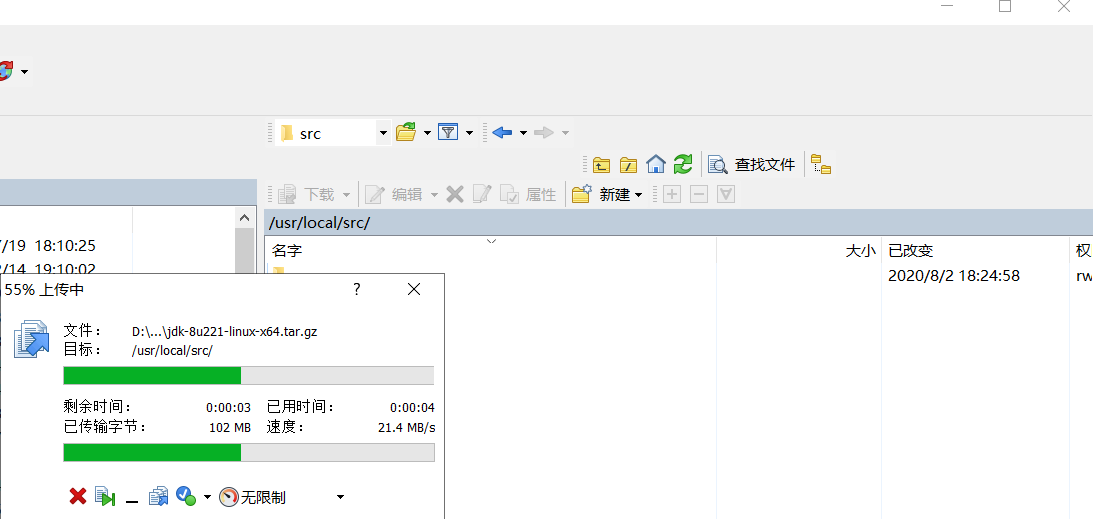 src
查找文件
下载 编辑 属性 新建
/usr/local/src/
/19 18:10:25
名字 大小 已改变 权
/14 19:10:02
2020/8/2 18:24:58 rw
55% 上传中 ?
文件： D:\...\jdk-8u221-linux-x64.tar.gz
目标： /usr/local/src/
剩余时间： 0:00:03 已用时间： 0:00:04
已传输字节： 102 MB 速度： 21.4 MB/s
无限制